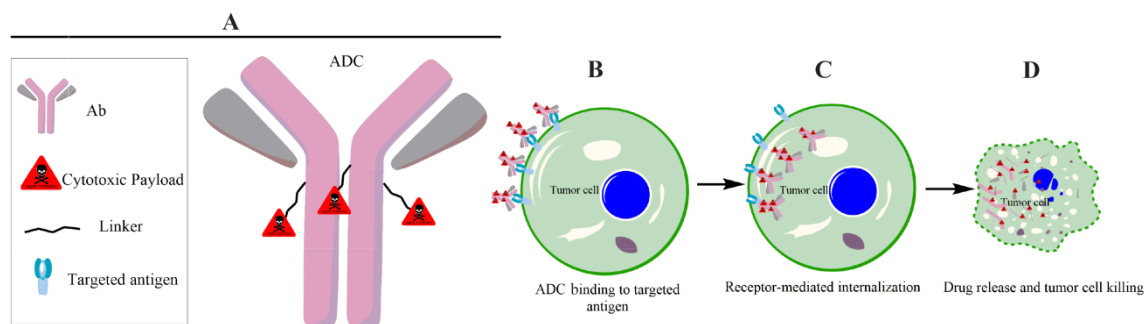 A
ADC
Ab
Cytotoxic Payload
Linker
Targeted antigen
B
Tumor cell
ADC binding to targeted
antigen
C
Tumor cell
Receptor-mediated internalization
D
Tumor cell
Drug release and tumor cell killing